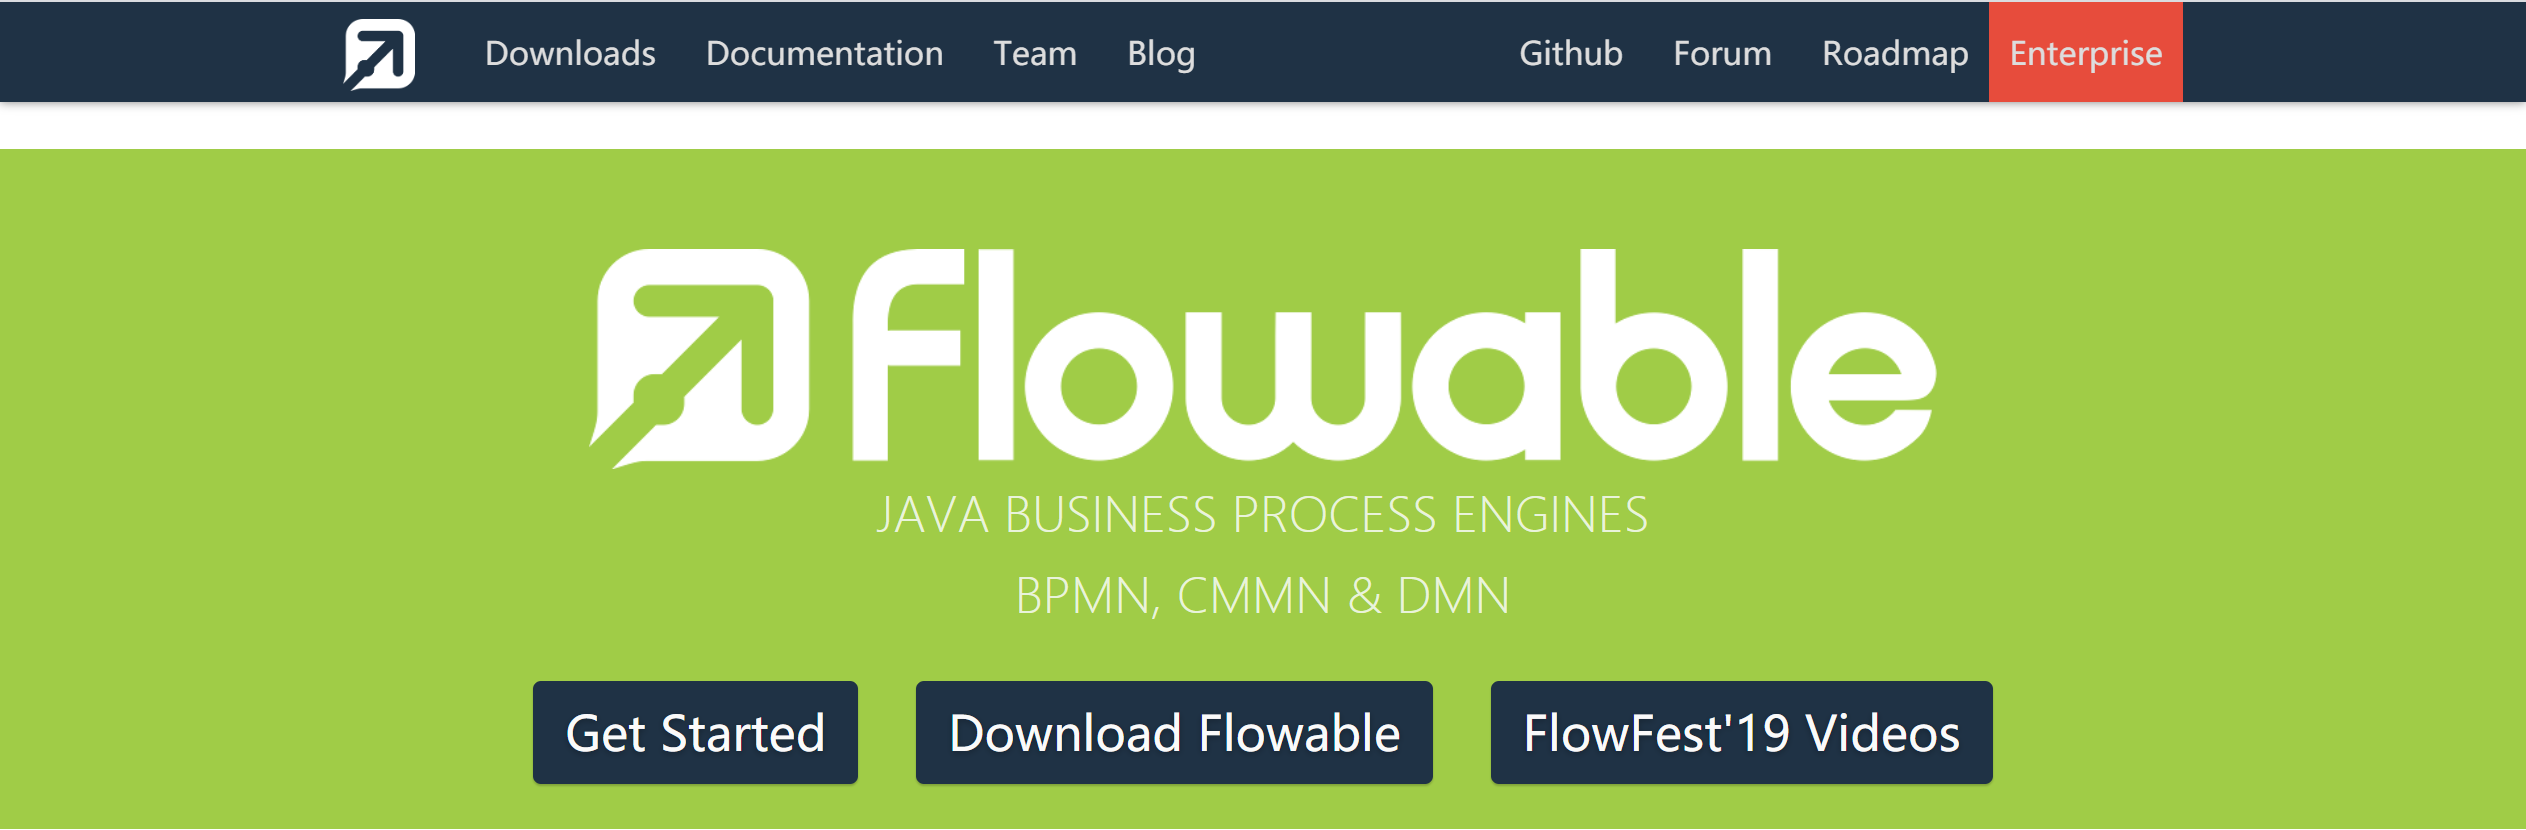 Downloads Documentation Team Blog Github Forum Roadmap Enterprise
flowable
JAVA BUSINESS PROCESS ENGINES
BPMN, CMMN & DMN
Get Started Download Flowable FlowFest'19 Videos